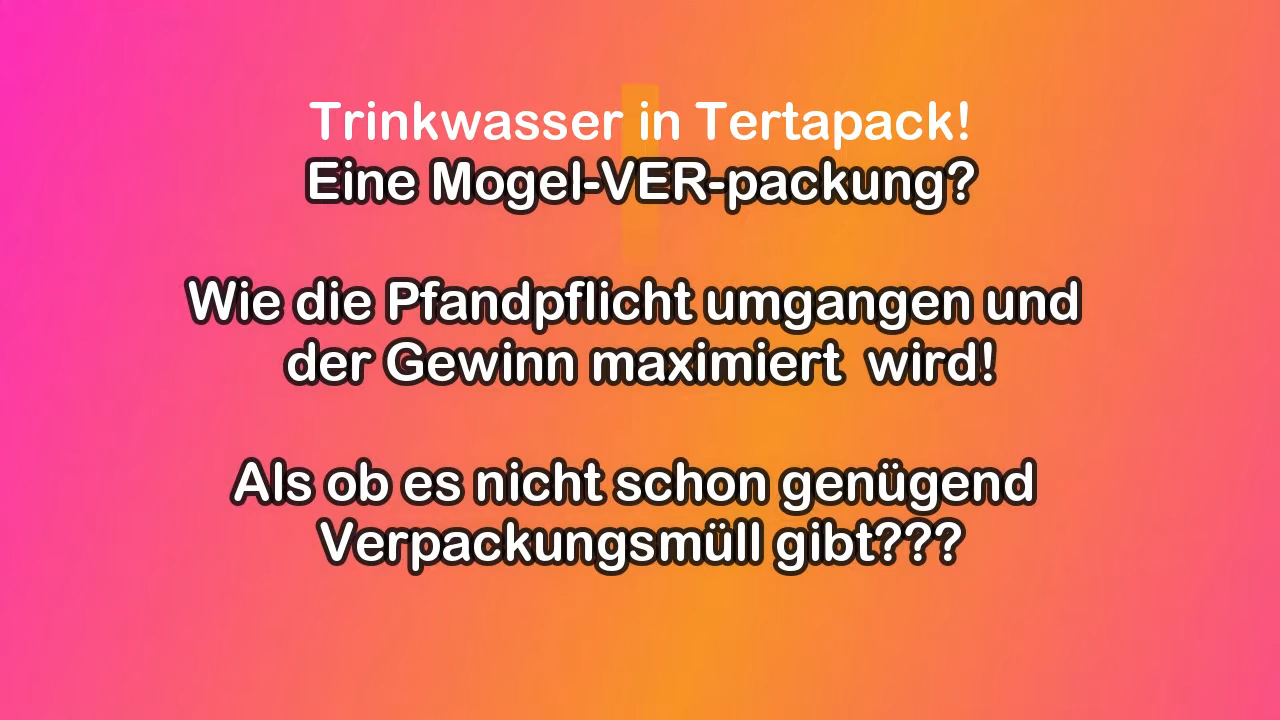 Trinkwasser in Tertapack!
Eine Mogel-VER-packung?
Wie die Pfandpflicht umgangen und
der Gewinn maximiert  wird!
Als ob es nicht schon genügend
Verpackungsmüll gibt???